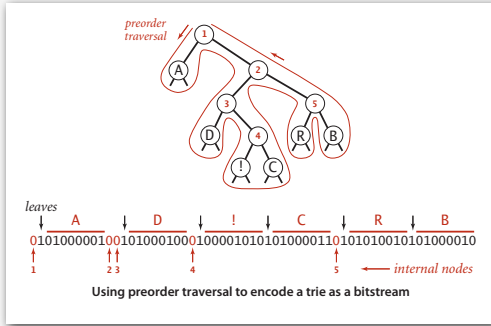 preorder
traversal
1
A
2
3
5
D
4
R
B
!
C
leaves
A D ! C R B
01010000010010100010001000010101010000110101010010101000010
1 2 3 4 5 internal nodes
Using preorder traversal to encode a trie as a bitstream